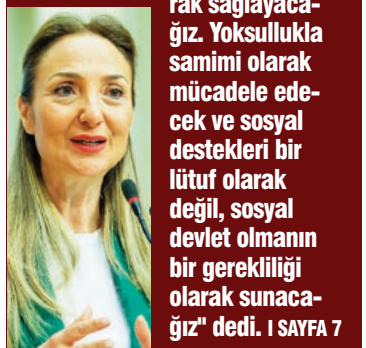 rak sağlayaca-
ğız. Yoksullukla
samimi olarak
mücadele ede-
cek ve sosyal
destekleri bir
lütuf olarak
değil, sosyal
devlet olmanın
bir gerekliliği
olarak sunaca-
ğız" dedi. I SAYFA 7